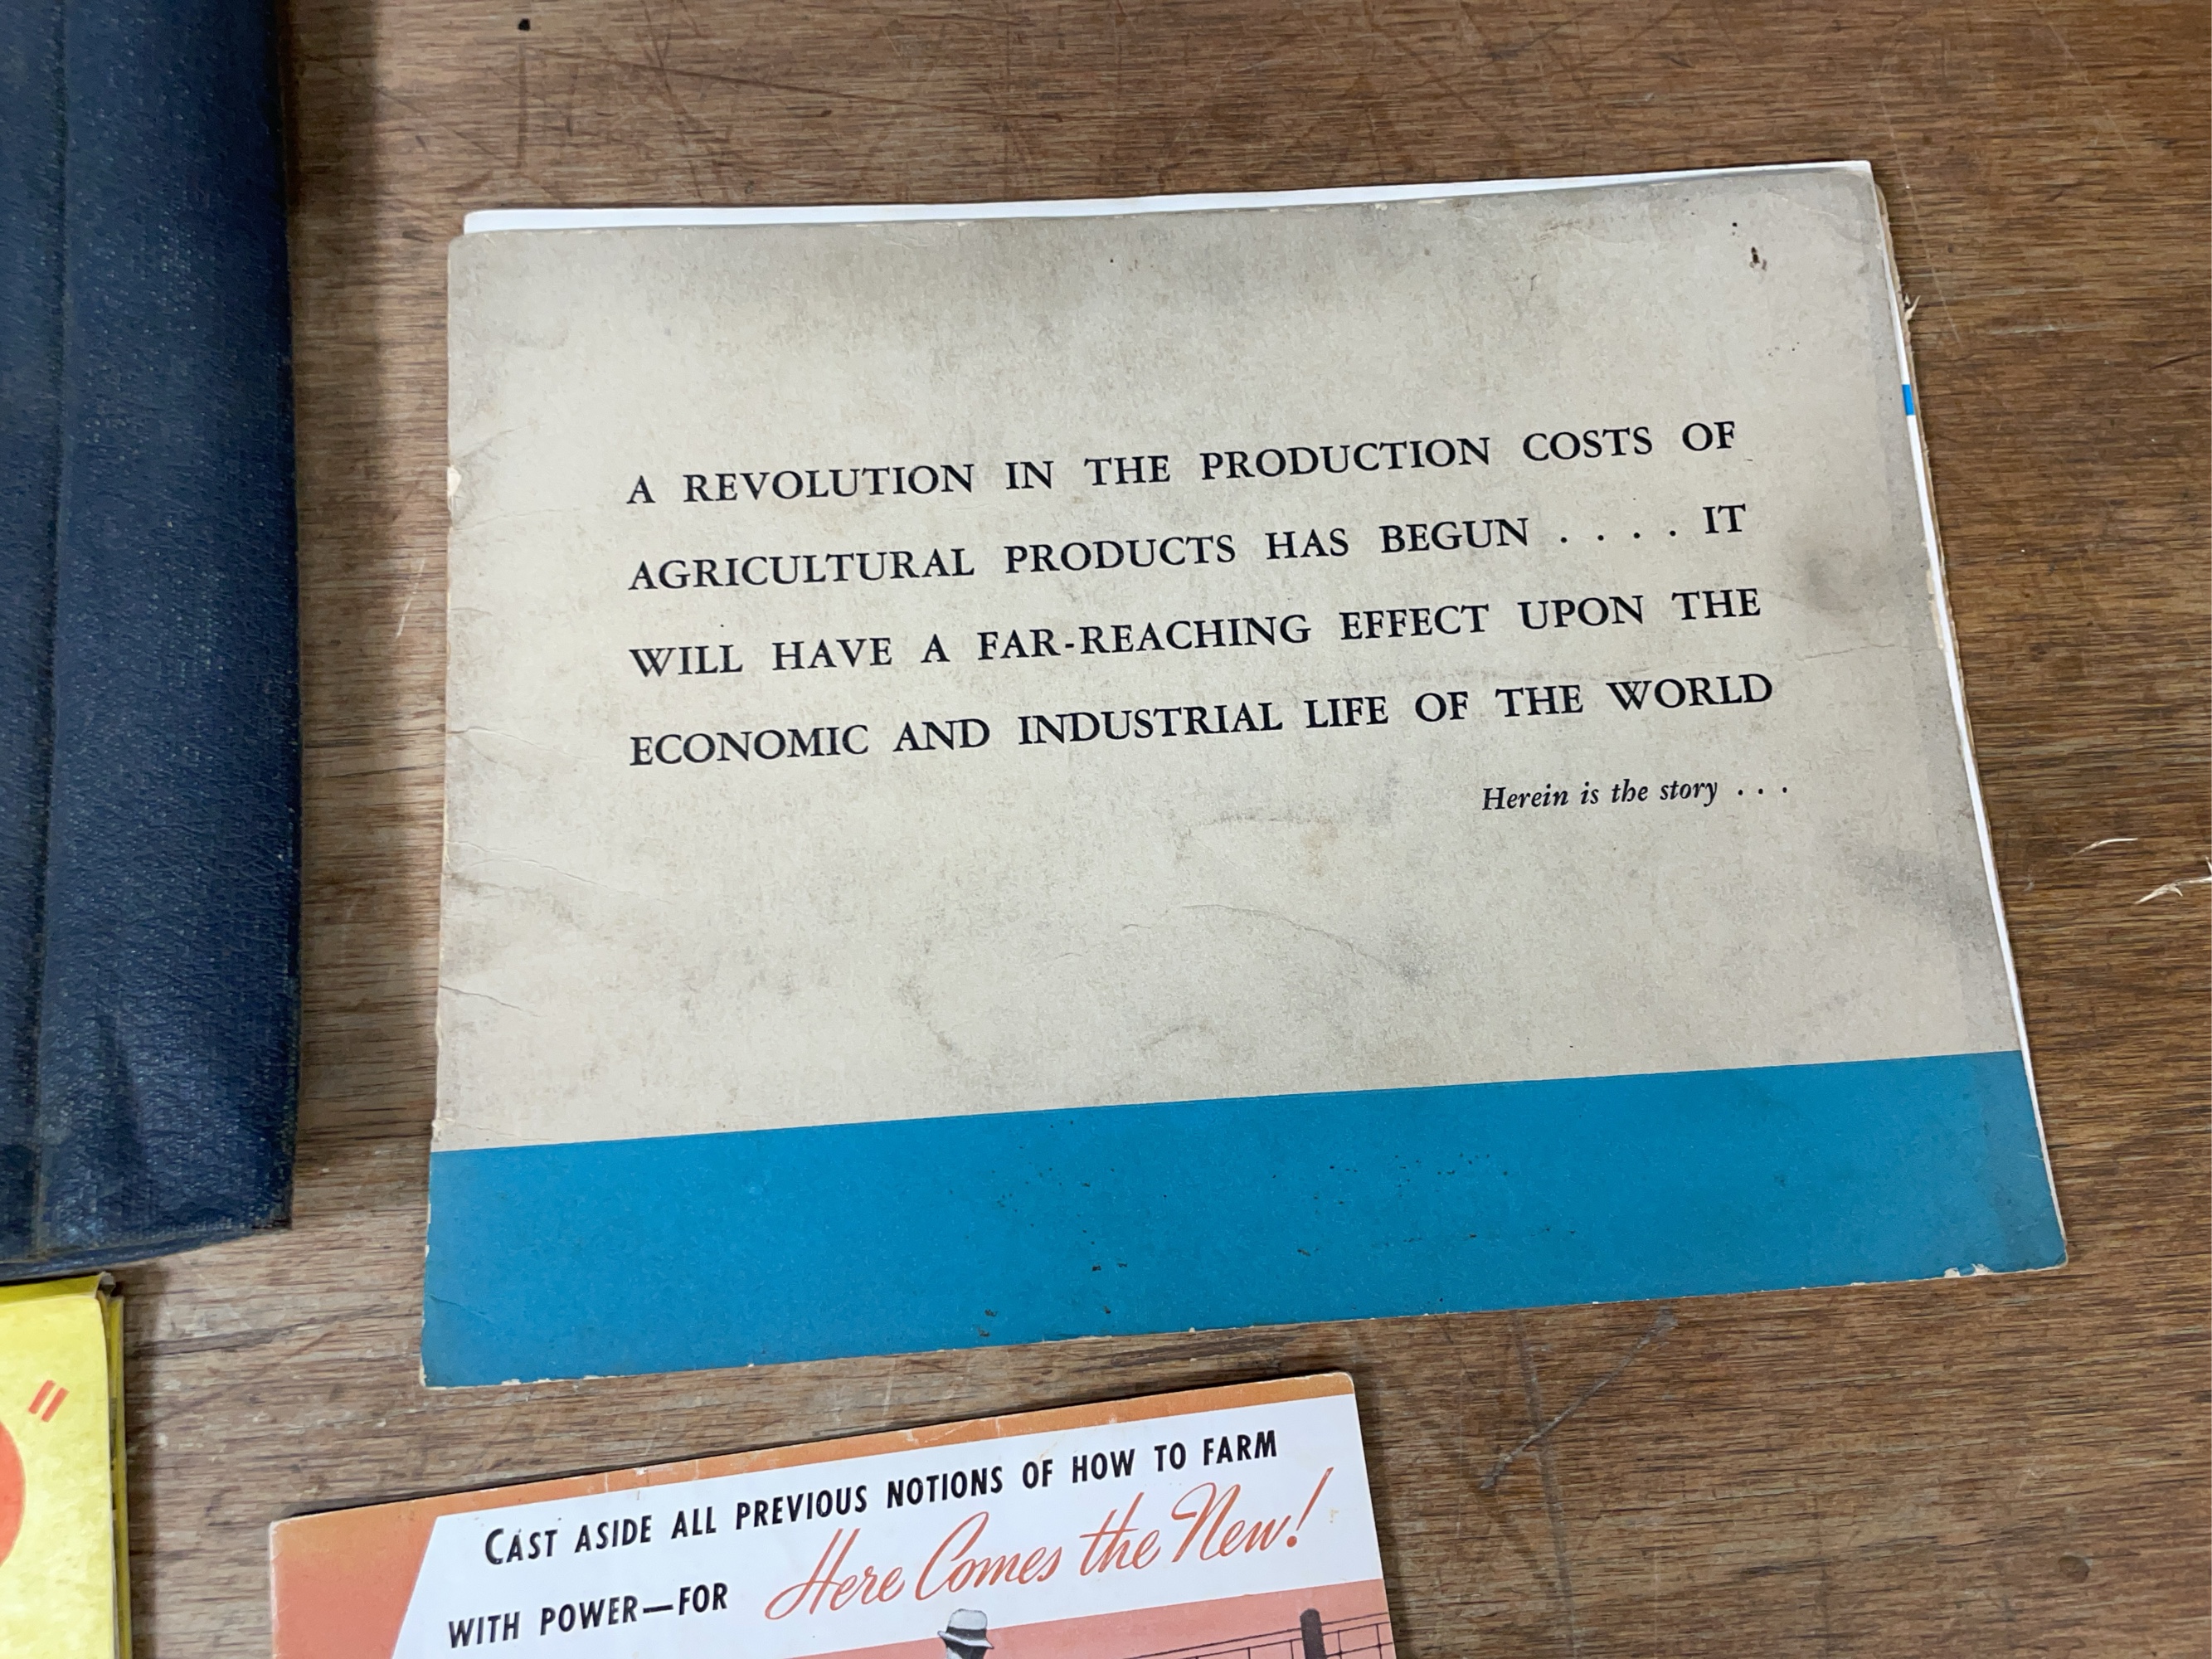 A REVOLUTION IN THE PRODUCTION COSTS OF
AGRICULTURAL PRODUCTS HAS BEGUN . . . . IT
WILL HAVE A FAR-REACHING EFFECT UPON THE
ECONOMIC AND INDUSTRIAL LIFE OF THE WORLD
Herein is the story . . .
"
CAST ASIDE ALL PREVIOUS NOTIONS OF HOW TO FARM
WITH POWER—FOR Here Comes the New!